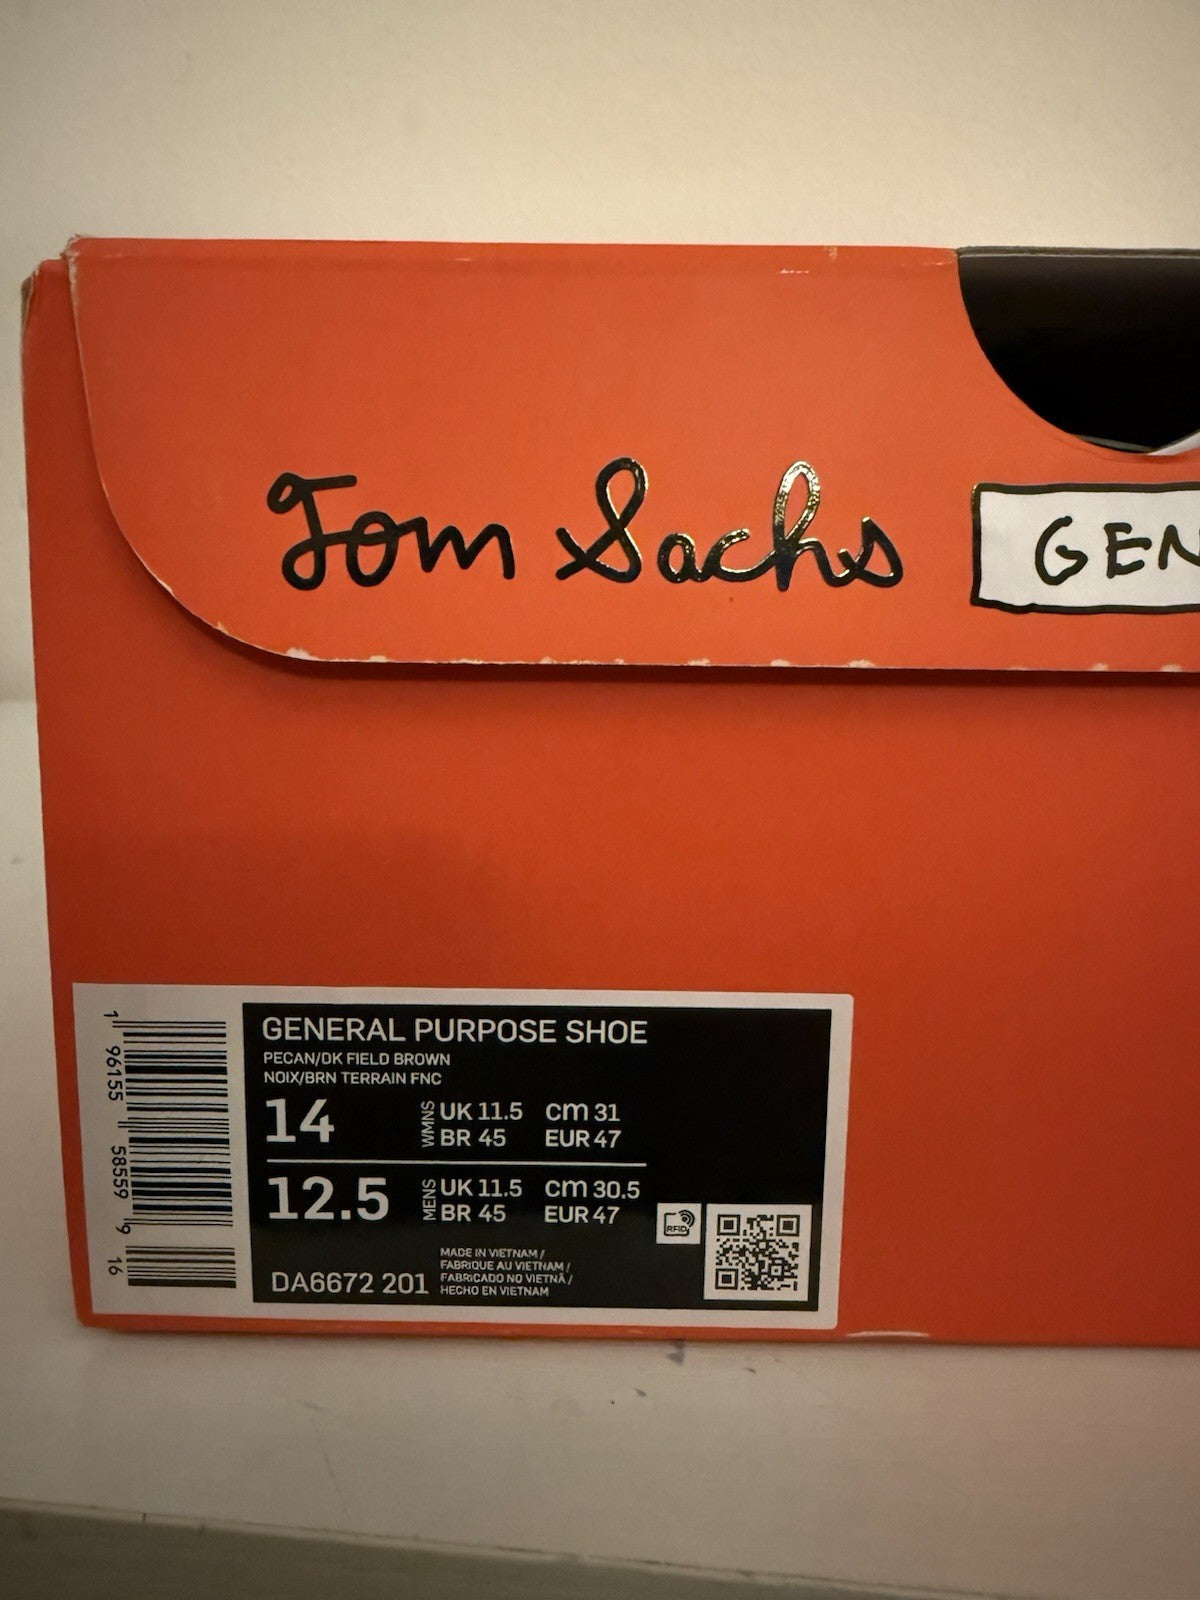 Tom Sachs
GEN
GENERAL PURPOSE SHOE
PECAN/DK FIELD BROWN
NOIX/BRN TERRAIN FNC
14 WMNS UK 11.5 CM 31
BR 45 EUR 47
12.5 MENS UK 11.5 CM 30.5
BR 45 EUR 47
RFID
MADE IN VIETNAM /
FABRIQUE AU VIETNAM /
FABRICADO NO VIETNÃ /
DA6672 201 HECHO EN VIETNAM
1 96155 58559 9 16